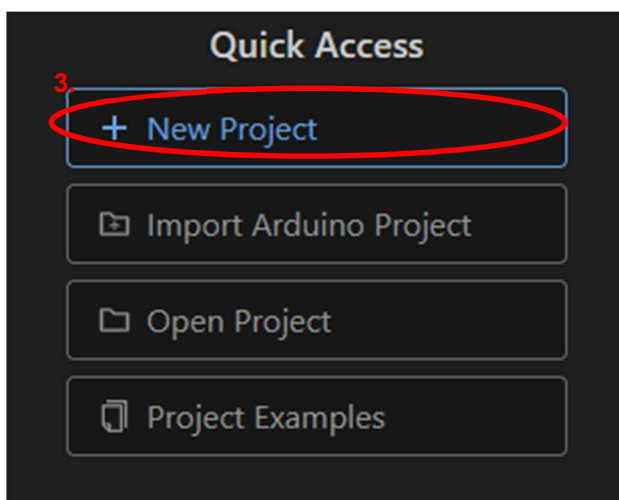 Quick Access
3.
+ New Project
Import Arduino Project
Open Project
Project Examples